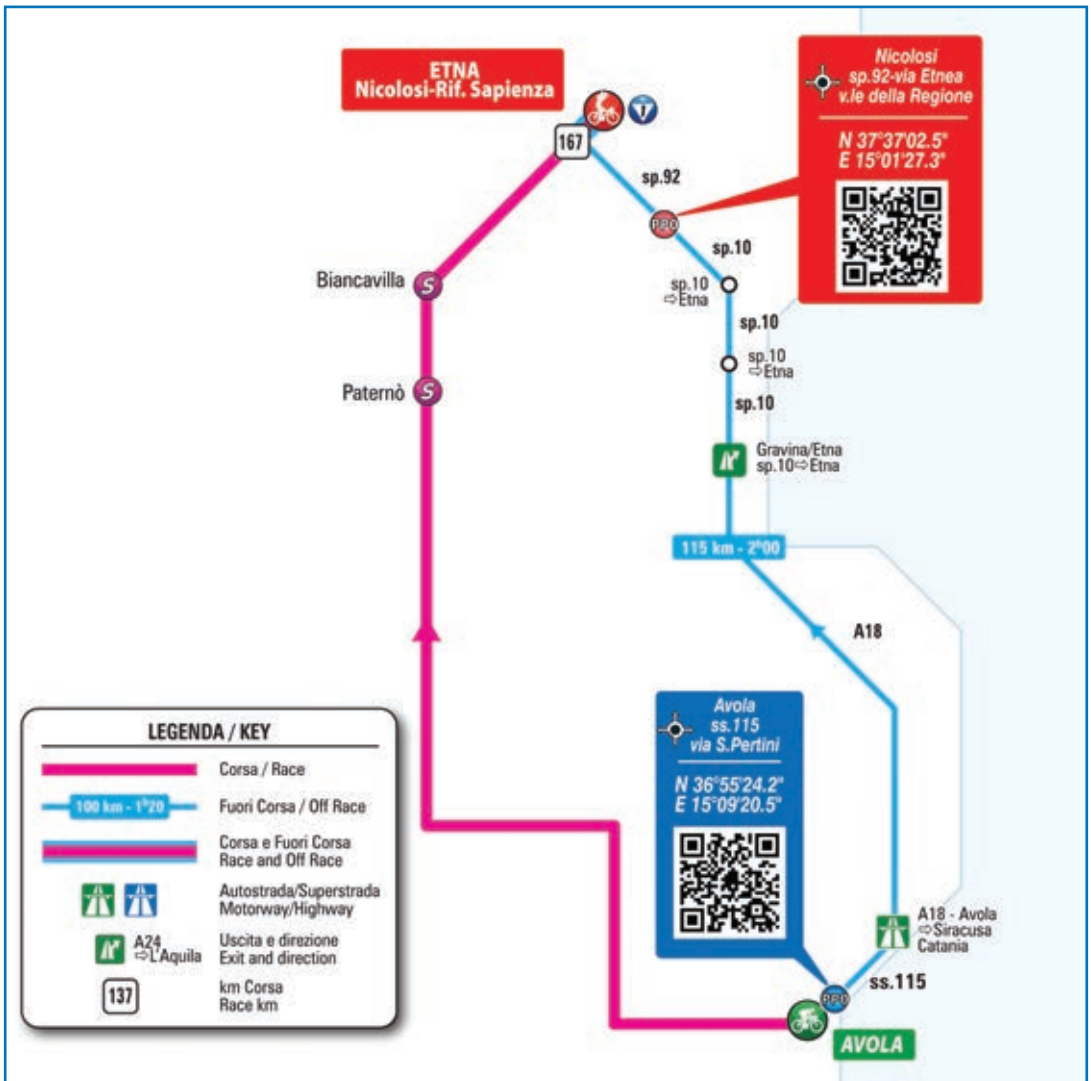 ETNA
Nicolosi-Rif. Sapienza
167
Nicolosi
sp.92-via Etnea
v.le della Regione
N 37°37'02.5"
E 15°01'27.3"
sp.92
PPO
sp.10
sp.10
⇨Etna
sp.10
sp.10
⇨Etna
sp.10
Biancavilla
S
Paternò
S
Gravina/Etna
sp.10⇨Etna
115 km - 2h00
A18
Avola
ss.115
via S.Pertini
N 36°55'24.2"
E 15°09'20.5"
A18 - Avola
⇨Siracusa
Catania
ss.115
PPO
AVOLA
LEGENDA / KEY
Corsa / Race
100 km - 1h20
Fuori Corsa / Off Race
Corsa e Fuori Corsa
Race and Off Race
Autostrada/Superstrada
Motorway/Highway
A24
⇨L'Aquila
Uscita e direzione
Exit and direction
137
km Corsa
Race km